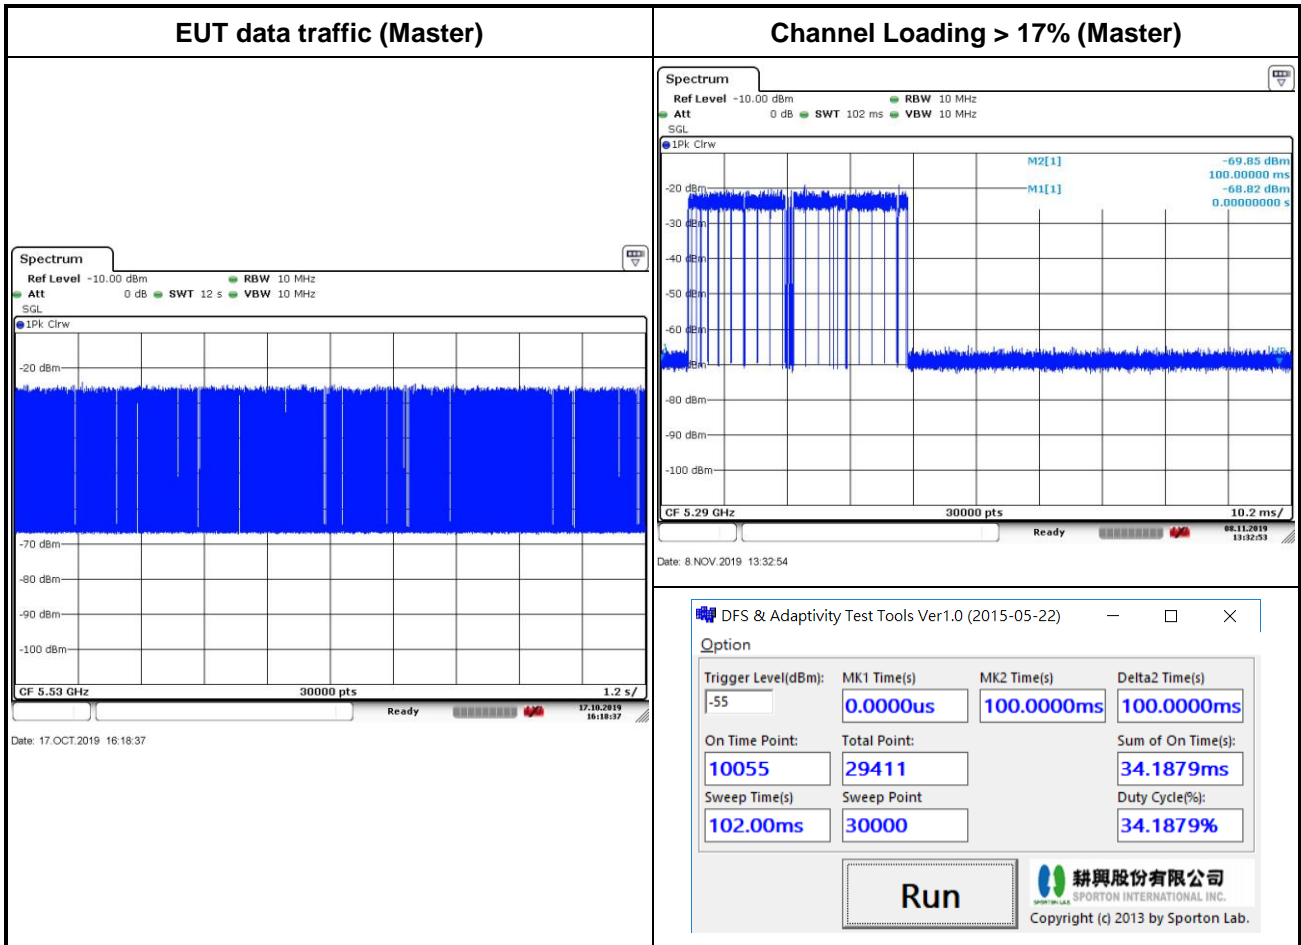 EUT data traffic (Master)
Channel Loading > 17% (Master)
Spectrum
Ref Level -10.00 dBm RBW 10 MHz
Att 0 dB SWT 12 s VBW 10 MHz
SGL
1Pk Clrw
-20 dBm
-70 dBm
-80 dBm
-90 dBm
-100 dBm
CF 5.53 GHz 30000 pts 1.2 s/
Ready 17.10.2019
16:18:37
Date: 17.OCT.2019 16:18:37
Spectrum
Ref Level -10.00 dBm RBW 10 MHz
Att 0 dB SWT 102 ms VBW 10 MHz
SGL
1Pk Clrw
M2[1] -69.85 dBm
100.00000 ms
-20 dBm M1[1] -68.82 dBm
0.00000000 s
-30 dBm
-40 dBm
-50 dBm
-60 dBm
dBm
-80 dBm
-90 dBm
-100 dBm
CF 5.29 GHz 30000 pts 10.2 ms/
Ready 08.11.2019
13:32:53
Date: 8.NOV.2019 13:32:54
DFS & Adaptivity Test Tools Ver1.0 (2015-05-22)
Option
Trigger Level(dBm): MK1 Time(s) MK2 Time(s) Delta2 Time(s)
-55 0.0000us 100.0000ms 100.0000ms
On Time Point: Total Point: Sum of On Time(s):
10055 29411 34.1879ms
Sweep Time(s) Sweep Point Duty Cycle(%):
102.00ms 30000 34.1879%
Run
耕興股份有限公司
SPORTON LAB. SPORTON INTERNATIONAL INC.
Copyright (c) 2013 by Sporton Lab.